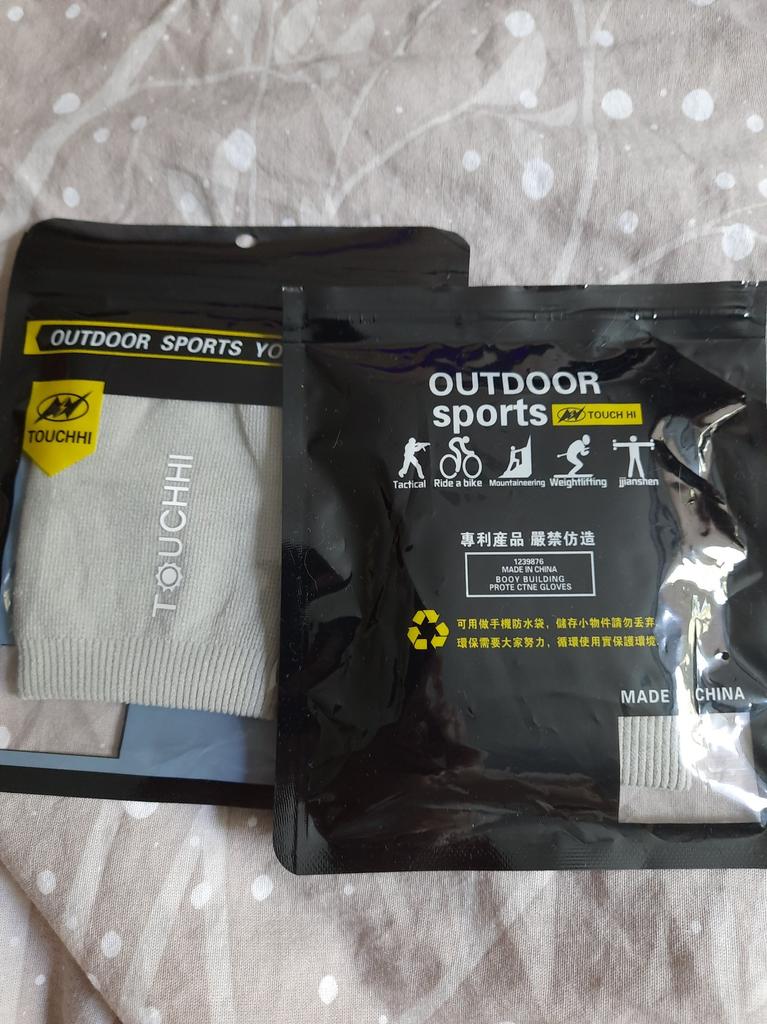 OUTDOOR SPORTS YO
TOUCHHI
TOUCHHI
OUTDOOR
sports TOUCH HI
Tactical Ride a bike Mountaineering Weightlifting jjianshen
專利産品 嚴禁仿造
1239876
MADE IN CHINA
BOOY BUILDING
PROTE CTNE GLOVES
可用做手機防水袋，儲存小物件請勿丟弃
環保需要大家努力，循環使用實保護環境
MADE CHINA